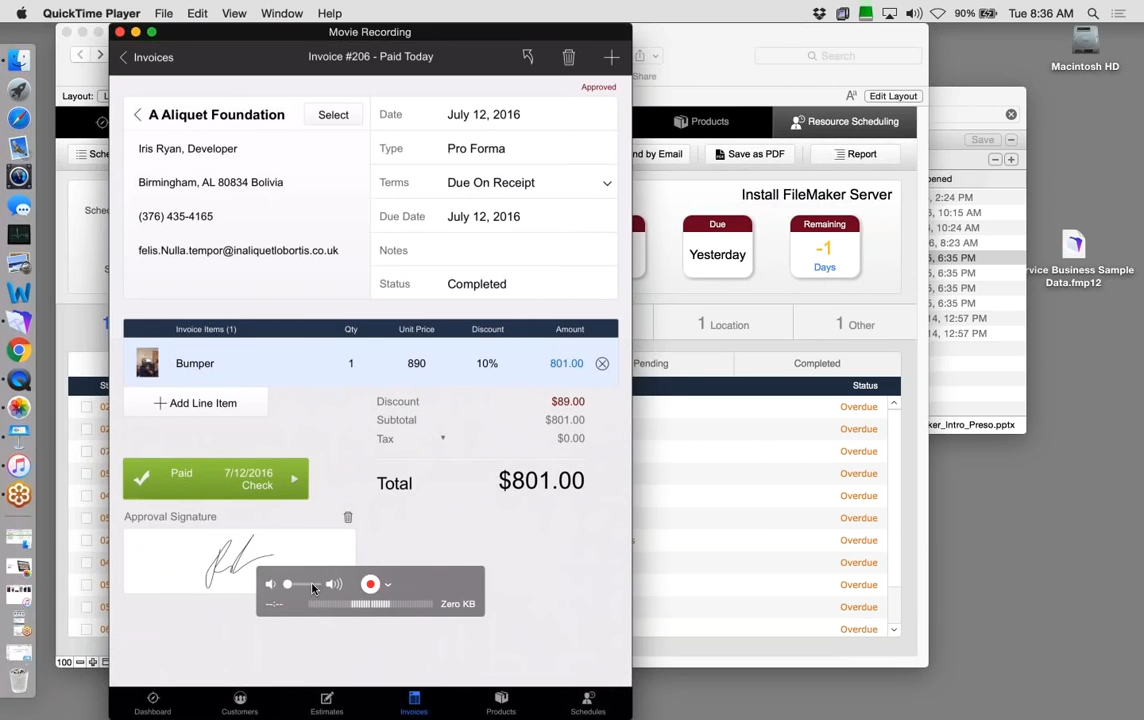 QuickTime Player File Edit View Window Help 90% Tue 8:36 AM
Movie Recording
Invoices Invoice #206 - Paid Today
Approved
A Aliquet Foundation Select
Iris Ryan, Developer
Birmingham, AL 80834 Bolivia
(376) 435-4165
felis.Nulla.tempor@inaliquetlobortis.co.uk
Date July 12, 2016
Type Pro Forma
Terms Due On Receipt
Due Date July 12, 2016
Notes
Status Completed
Invoice Items (1) Qty Unit Price Discount Amount
Bumper 1 890 10% 801.00
Add Line Item
Discount $89.00
Subtotal $801.00
Tax $0.00
Total $801.00
Paid 7/12/2016
Check
Approval Signature
--:-- Zero KB
Dashboard Customers Estimates Invoices Products Schedules
Share
Search
Layout: Edit Layout
Products Resource Scheduling
nd by Email Save as PDF Report
Install FileMaker Server
Due
Yesterday
Remaining
-1
Days
1 Location 1 Other
Pending Completed
Status
Overdue
Overdue
Overdue
Overdue
Overdue
Overdue
Overdue
Overdue
Overdue
Overdue
Overdue
100
Save
pened
, 2:24 PM
, 10:15 AM
, 10:24 AM
6, 8:23 AM
5, 6:35 PM
5, 6:35 PM
5, 6:35 PM
5, 6:35 PM
14, 12:57 PM
14, 12:57 PM
ker_Intro_Preso.pptx
Macintosh HD
rvice Business Sample
Data.fmp12